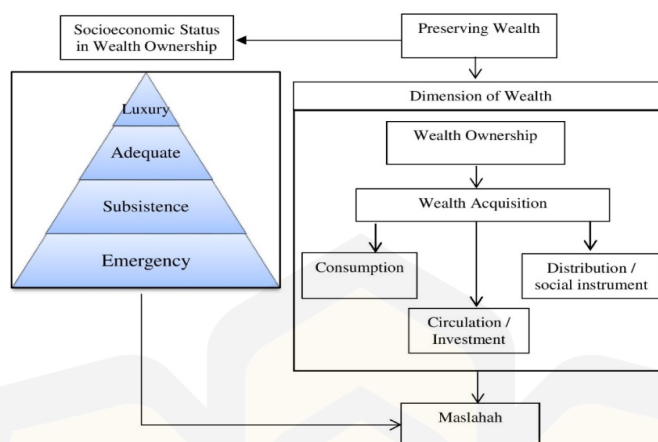 Socioeconomic Status
in Wealth Ownership
Preserving Wealth
Luxury
Adequate
Subsistence
Emergency
Dimension of Wealth
Wealth Ownership
Wealth Acquisition
Consumption
Distribution /
social instrument
Circulation /
Investment
Maslahah